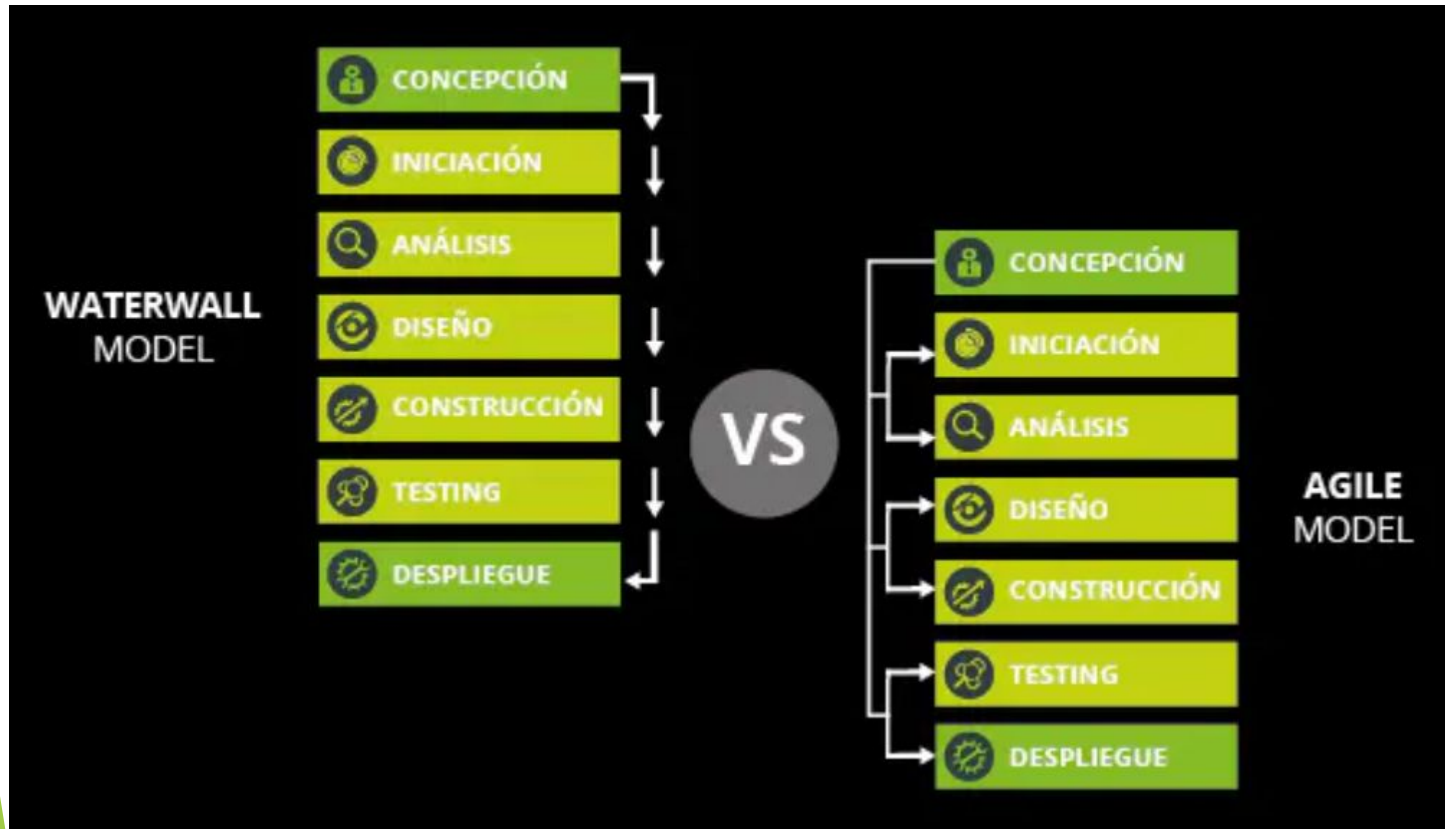 CONCEPCIÓN
INICIACIÓN
ANÁLISIS
DISEÑO
CONSTRUCCIÓN
TESTING
DESPLIEGUE
WATERWALL
MODEL
VS
CONCEPCIÓN
INICIACIÓN
ANÁLISIS
DISEÑO
CONSTRUCCIÓN
TESTING
DESPLIEGUE
AGILE
MODEL